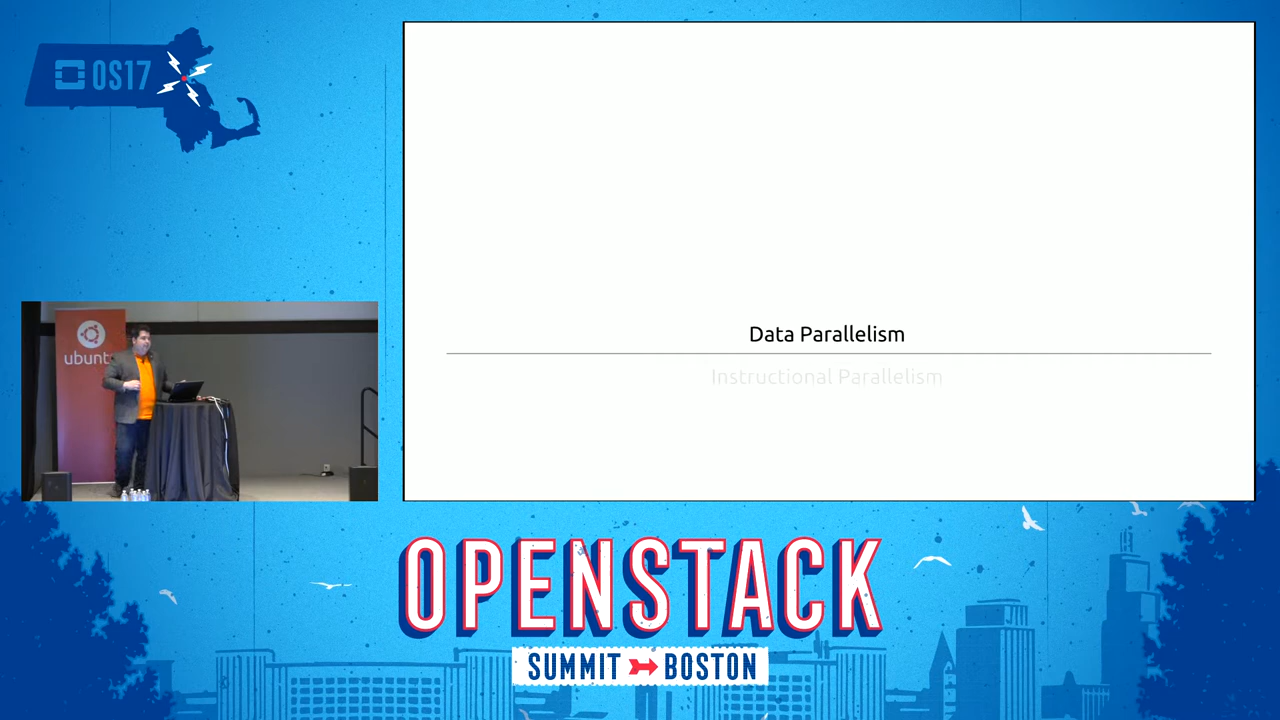 OS17
Data Parallelism
Instructional Parallelism
ubuntu
OPENSTACK
SUMMIT BOSTON